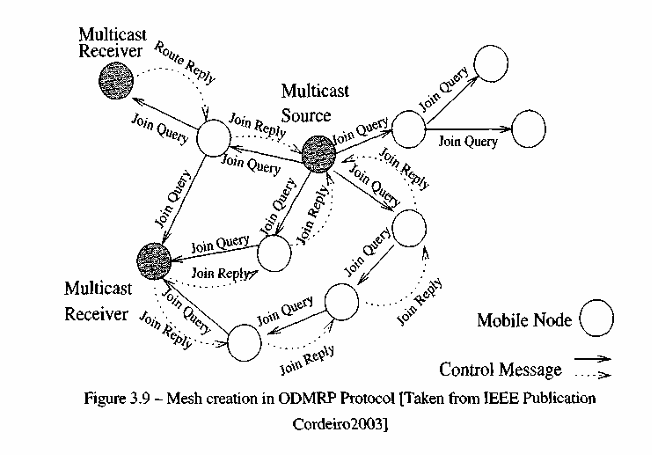 Multicast
Receiver
Route Reply
Join Query
Join Reply
Multicast
Source
Join Query
Join Query
Join Query
Join Query
Join Query
Join Query
Join Reply
Join Reply
Join Query
Join Query
Join Query
Join Reply
Multicast
Receiver
Join Query
Join Reply
Join Query
Join Reply
Join Reply
Mobile Node
Control Message
Figure 3.9 – Mesh creation in ODMRP Protocol [Taken from IEEE Publication
Cordeiro2003]